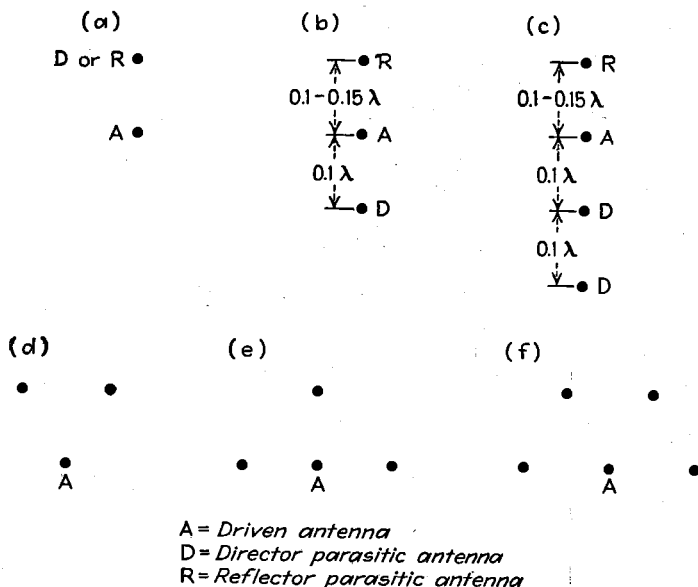 (a)
D or R
A
(b)
R
0.1-0.15 λ
A
0.1 λ
D
(c)
R
0.1-0.15 λ
A
0.1 λ
D
0.1 λ
D
(d)
A
(e)
A
(f)
A
A = Driven antenna
D = Director parasitic antenna
R = Reflector parasitic antenna